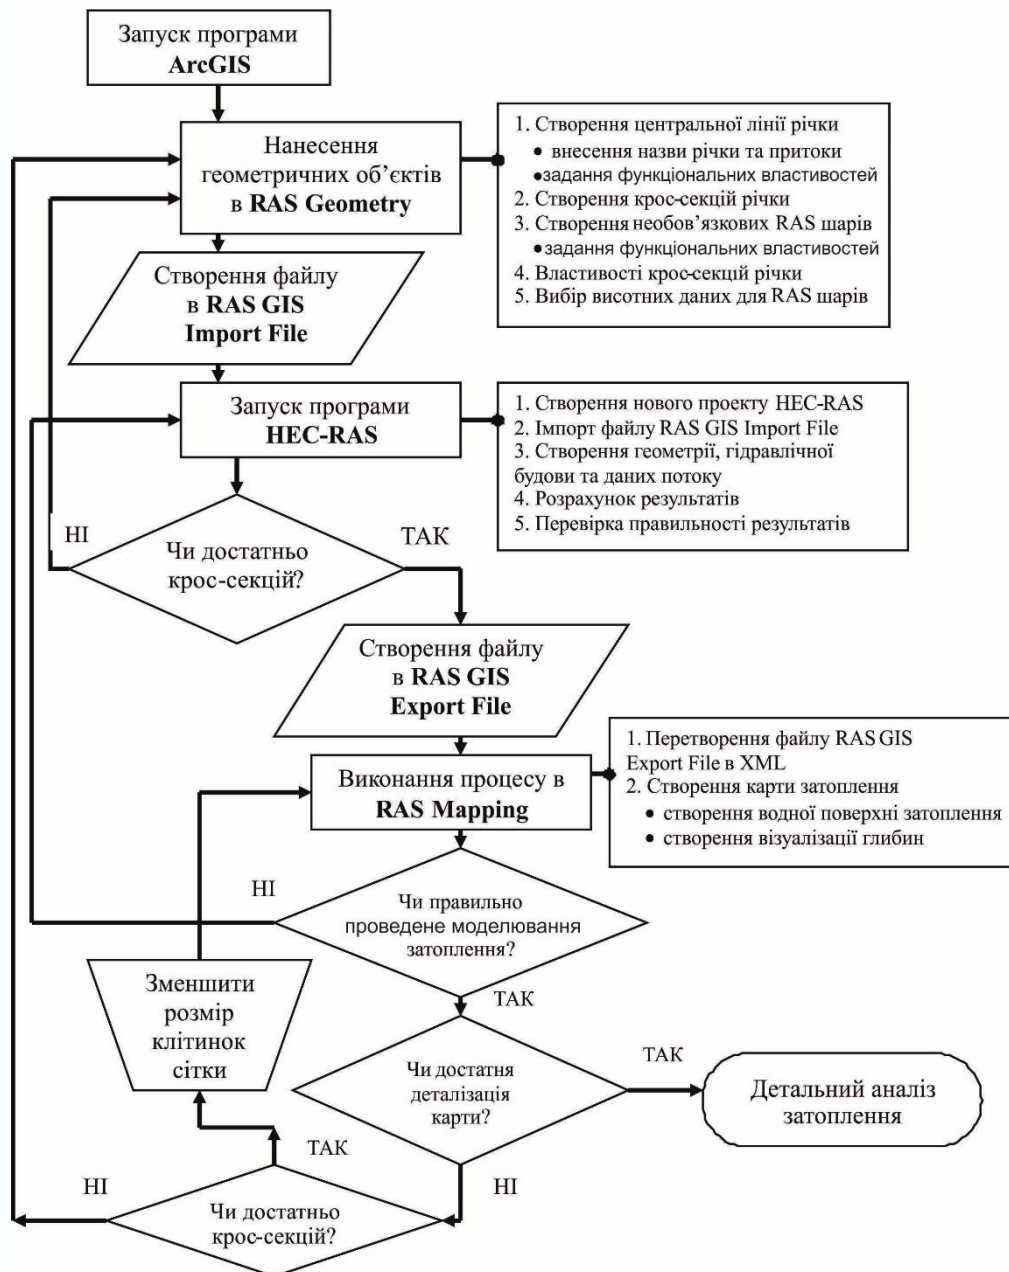 Запуск програми
ArcGIS
Нанесення
геометричних об’єктів
в RAS Geometry
1. Створення центральної лінії річки
• внесення назви річки та притоки
•задання функціональних властивостей
2. Створення крос-секцій річки
3. Створення необов’язкових RAS шарів
•задання функціональних властивостей
4. Властивості крос-секцій річки
5. Вибір висотних даних для RAS шарів
Створення файлу
в RAS GIS
Import File
Запуск програми
HEC-RAS
1. Створення нового проекту HEC-RAS
2. Імпорт файлу RAS GIS Import File
3. Створення геометрії, гідравлічної
будови та даних потоку
4. Розрахунок результатів
5. Перевірка правильності результатів
НІ
ТАК
Чи достатньо
крос-секцій?
Створення файлу
в RAS GIS
Export File
Виконання процесу в
RAS Mapping
1. Перетворення файлу RAS GIS
Export File в XML
2. Створення карти затоплення
• створення водної поверхні затоплення
• створення візуалізації глибин
НІ
Чи правильно
проведене моделювання
затоплення?
ТАК
Зменшити
розмір
клітинок
сітки
Чи достатня
деталізація
карти?
ТАК
Детальний аналіз
затоплення
ТАК
НІ
НІ
Чи достатньо
крос-секцій?